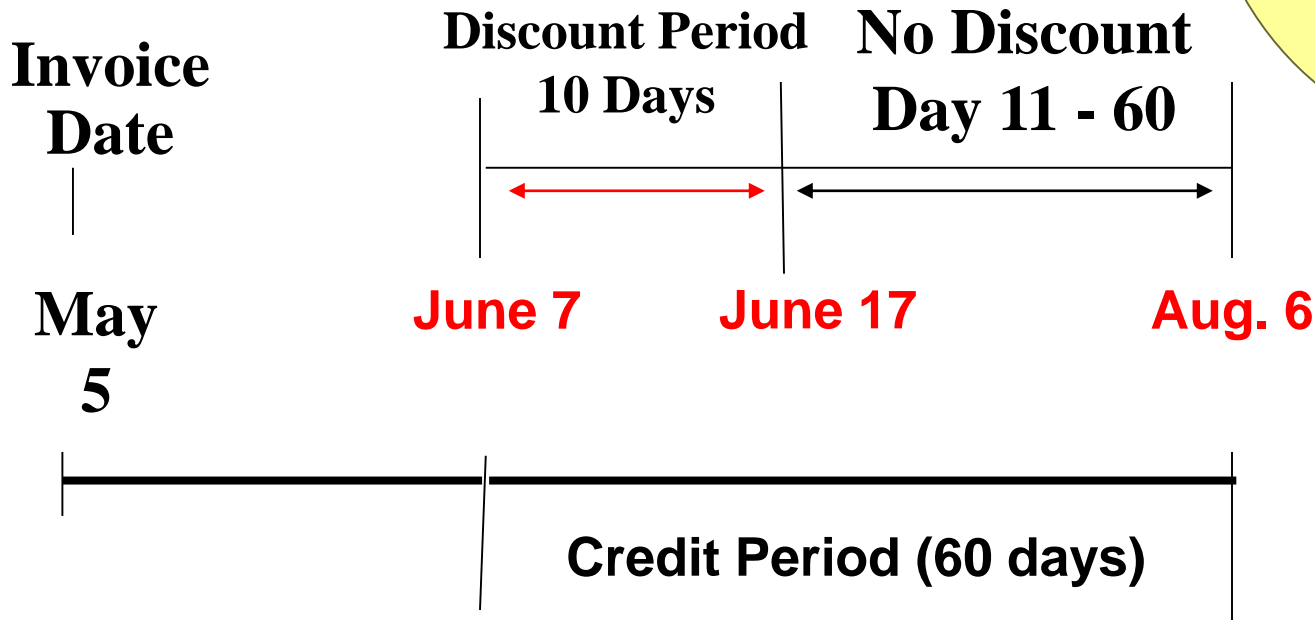 Invoice
Date
Discount Period
10 Days
No Discount
Day 11 - 60
May
5
June 7
June 17
Aug. 6
Credit Period (60 days)